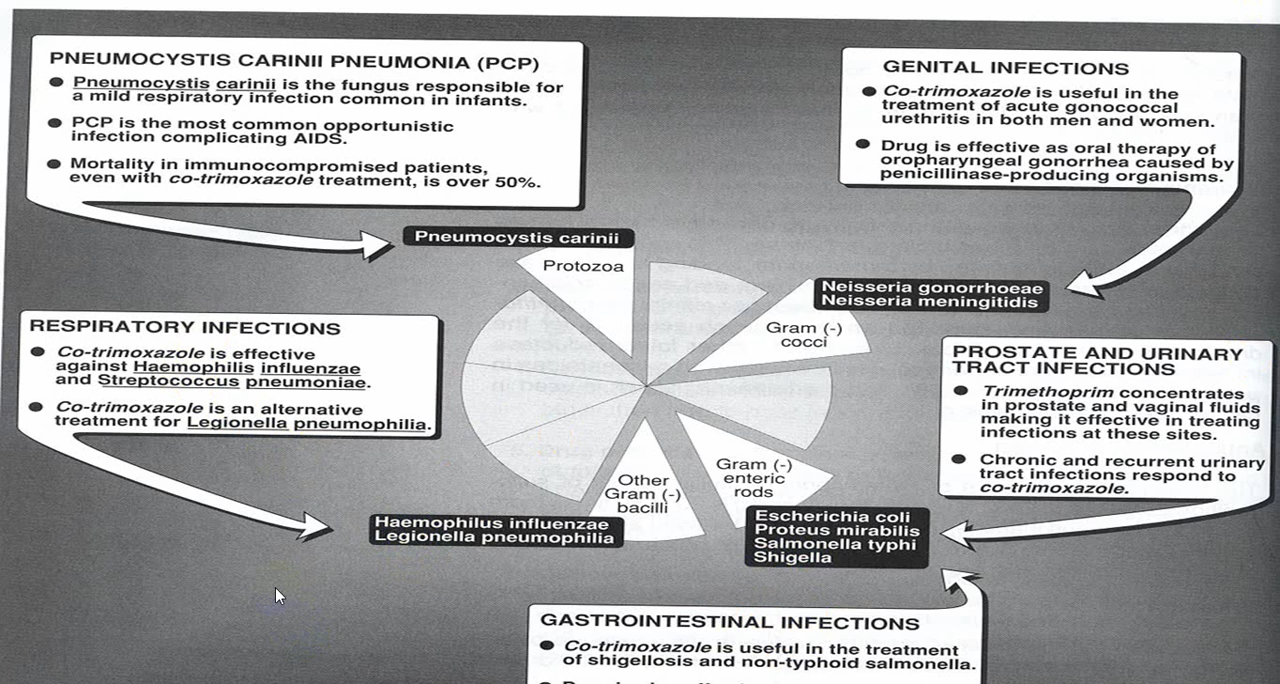 PNEUMOCYSTIS CARINII PNEUMONIA (PCP)
● Pneumocystis carinii is the fungus responsible for
a mild respiratory infection common in infants.
● PCP is the most common opportunistic
infection complicating AIDS.
● Mortality in immunocompromised patients,
even with co-trimoxazole treatment, is over 50%.
GENITAL INFECTIONS
● Co-trimoxazole is useful in the
treatment of acute gonococcal
urethritis in both men and women.
● Drug is effective as oral therapy of
oropharyngeal gonorrhea caused by
penicillinase-producing organisms.
Pneumocystis carinii
Protozoa
Neisseria gonorrhoeae
Neisseria meningitidis
Gram (-)
cocci
RESPIRATORY INFECTIONS
● Co-trimoxazole is effective
against Haemophilis influenzae
and Streptococcus pneumoniae.
● Co-trimoxazole is an alternative
treatment for Legionella pneumophilia.
PROSTATE AND URINARY
TRACT INFECTIONS
● Trimethoprim concentrates
in prostate and vaginal fluids
making it effective in treating
infections at these sites.
● Chronic and recurrent urinary
tract infections respond to
co-trimoxazole.
Gram (-)
enteric
rods
Other
Gram (-)
bacilli
Haemophilus influenzae
Legionella pneumophilia
Escherichia coli
Proteus mirabilis
Salmonella typhi
Shigella
GASTROINTESTINAL INFECTIONS
● Co-trimoxazole is useful in the treatment
of shigellosis and non-typhoid salmonella.